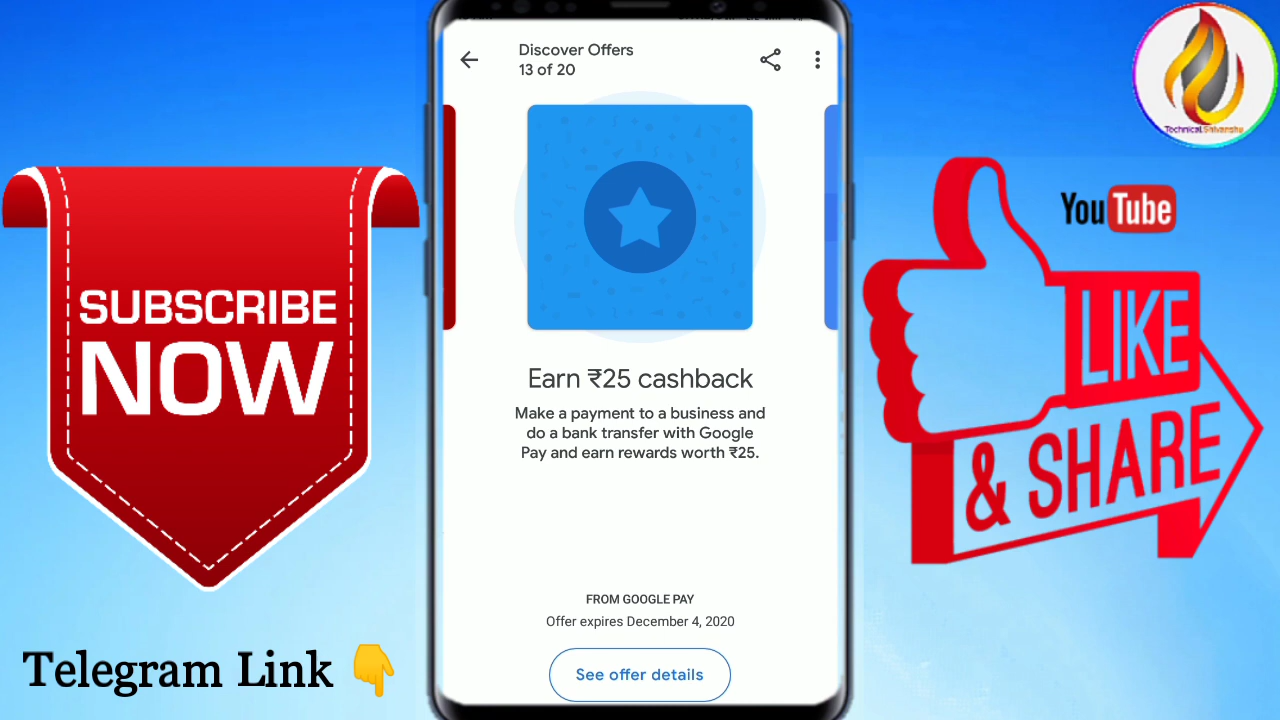 Discover Offers
13 of 20
Technical Shivanshu
SUBSCRIBE
NOW
YouTube
LIKE
& SHARE
Earn ₹25 cashback
Make a payment to a business and
do a bank transfer with Google
Pay and earn rewards worth ₹25.
FROM GOOGLE PAY
Offer expires December 4, 2020
See offer details
Telegram Link 👇